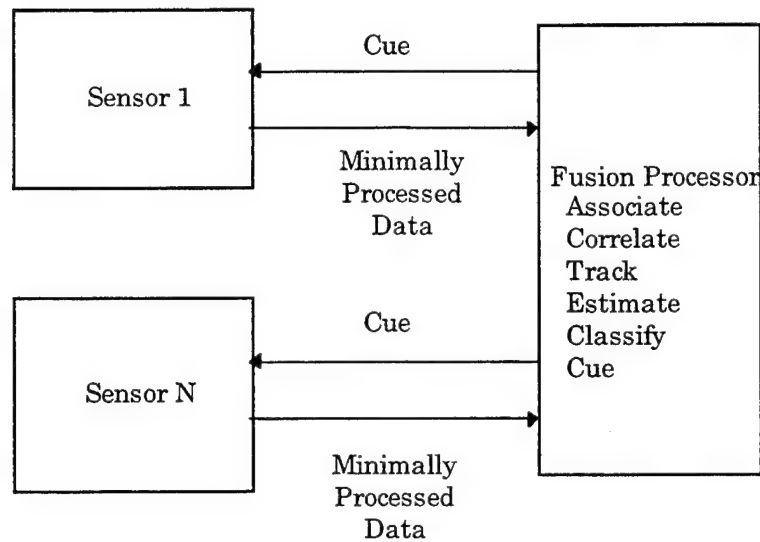 Cue
Sensor 1
Minimally
Processed
Data
Fusion Processor
Associate
Correlate
Track
Estimate
Classify
Cue
Cue
Sensor N
Minimally
Processed
Data